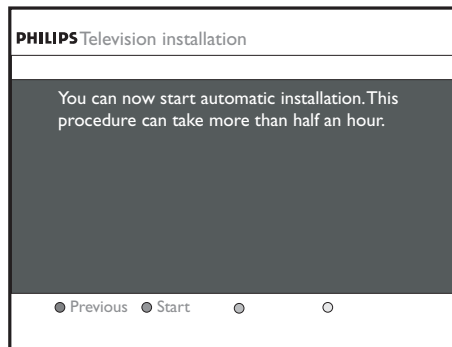 PHILIPS Television installation
You can now start automatic installation. This
procedure can take more than half an hour.
Previous Start